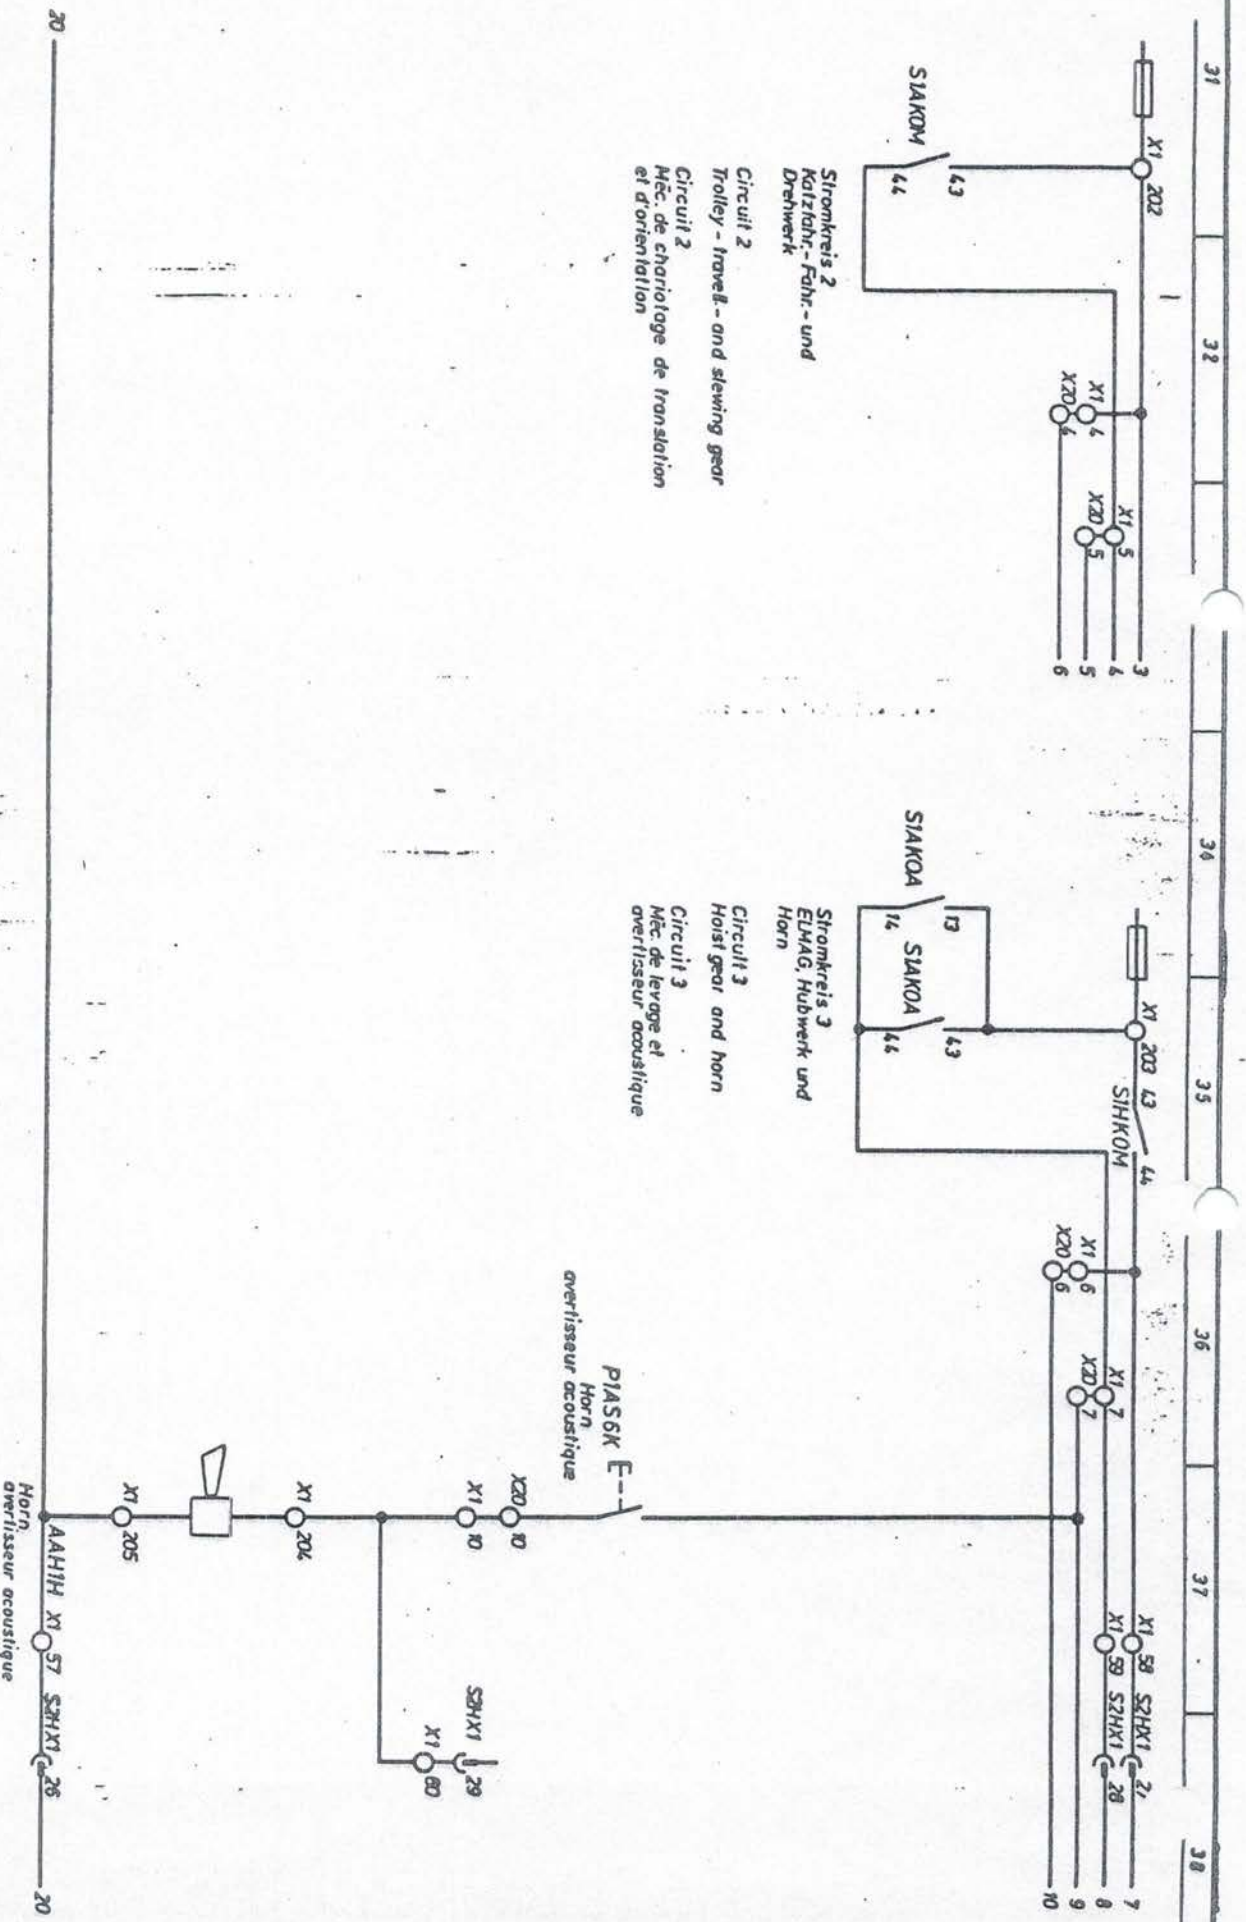 31
32
34
35
36
37
38
X1 202
S1AKOM
43
44
Stromkreis 2
Katzfahr.- Fahr.- und
Drehwerk
Circuit 2
Trolley - travell.- and slewing gear
Circuit 2
Méc. de chariotage de translation
et d'orientation
X1 4
X20 4
X1 5
X20 5
3
4
5
6
X1 203
43
44
S1HKOM
S1AKOA
13
14
S1AKOA
43
44
Stromkreis 3
ELMAG, Hubwerk und
Horn
Circuit 3
Hoist gear and horn
Circuit 3
Méc. de levage et
avertisseur acoustique
X1 6
X20 6
X1 7
X20 7
X1 58 S2HX1
X1 59 S2HX1 28
7
8
9
10
P1AS6K
Horn
avertisseur acoustique
X20 10
X1 10
S2HX1 29
X1 60
X1 204
X1 205
20
AAH1H X1 57 S2HX1 26
20
Horn
avertisseur acoustique